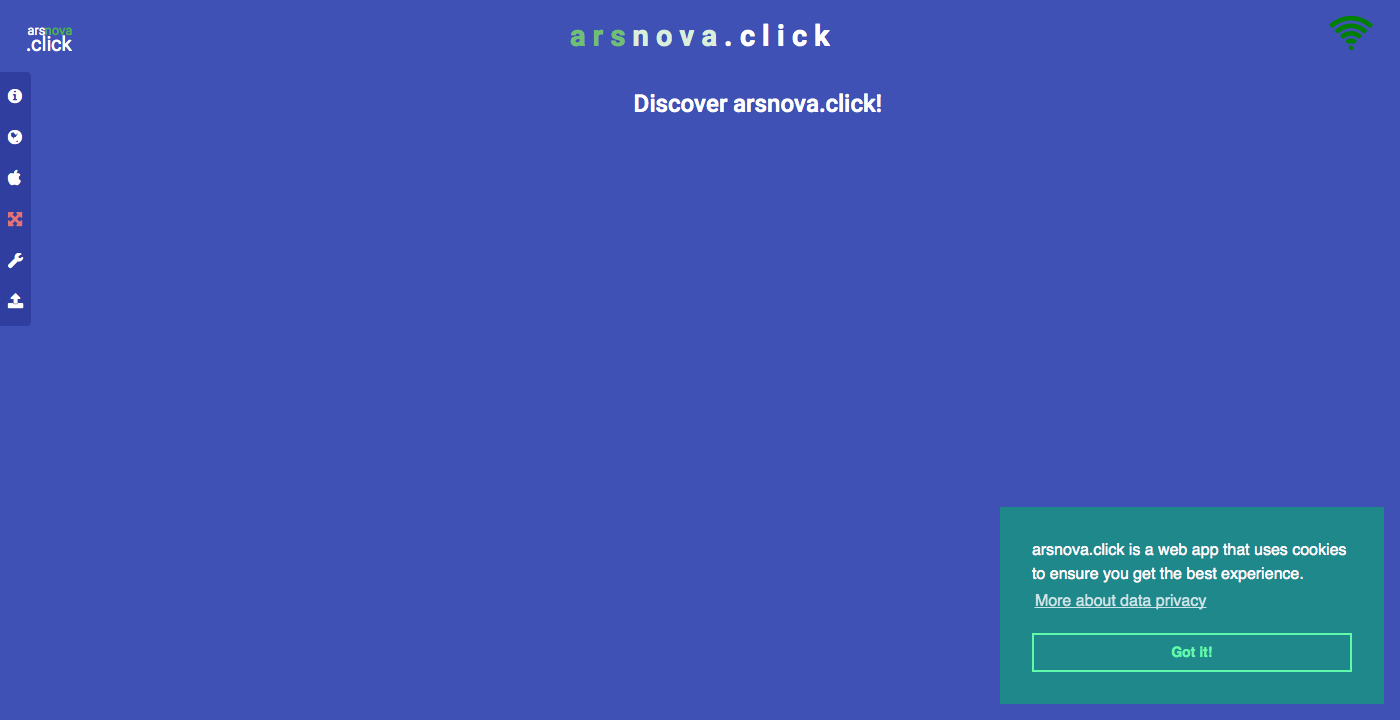 arsnova
.click
arsnova.click
Discover arsnova.click!
arsnova.click is a web app that uses cookies
to ensure you get the best experience.
More about data privacy
Got it!